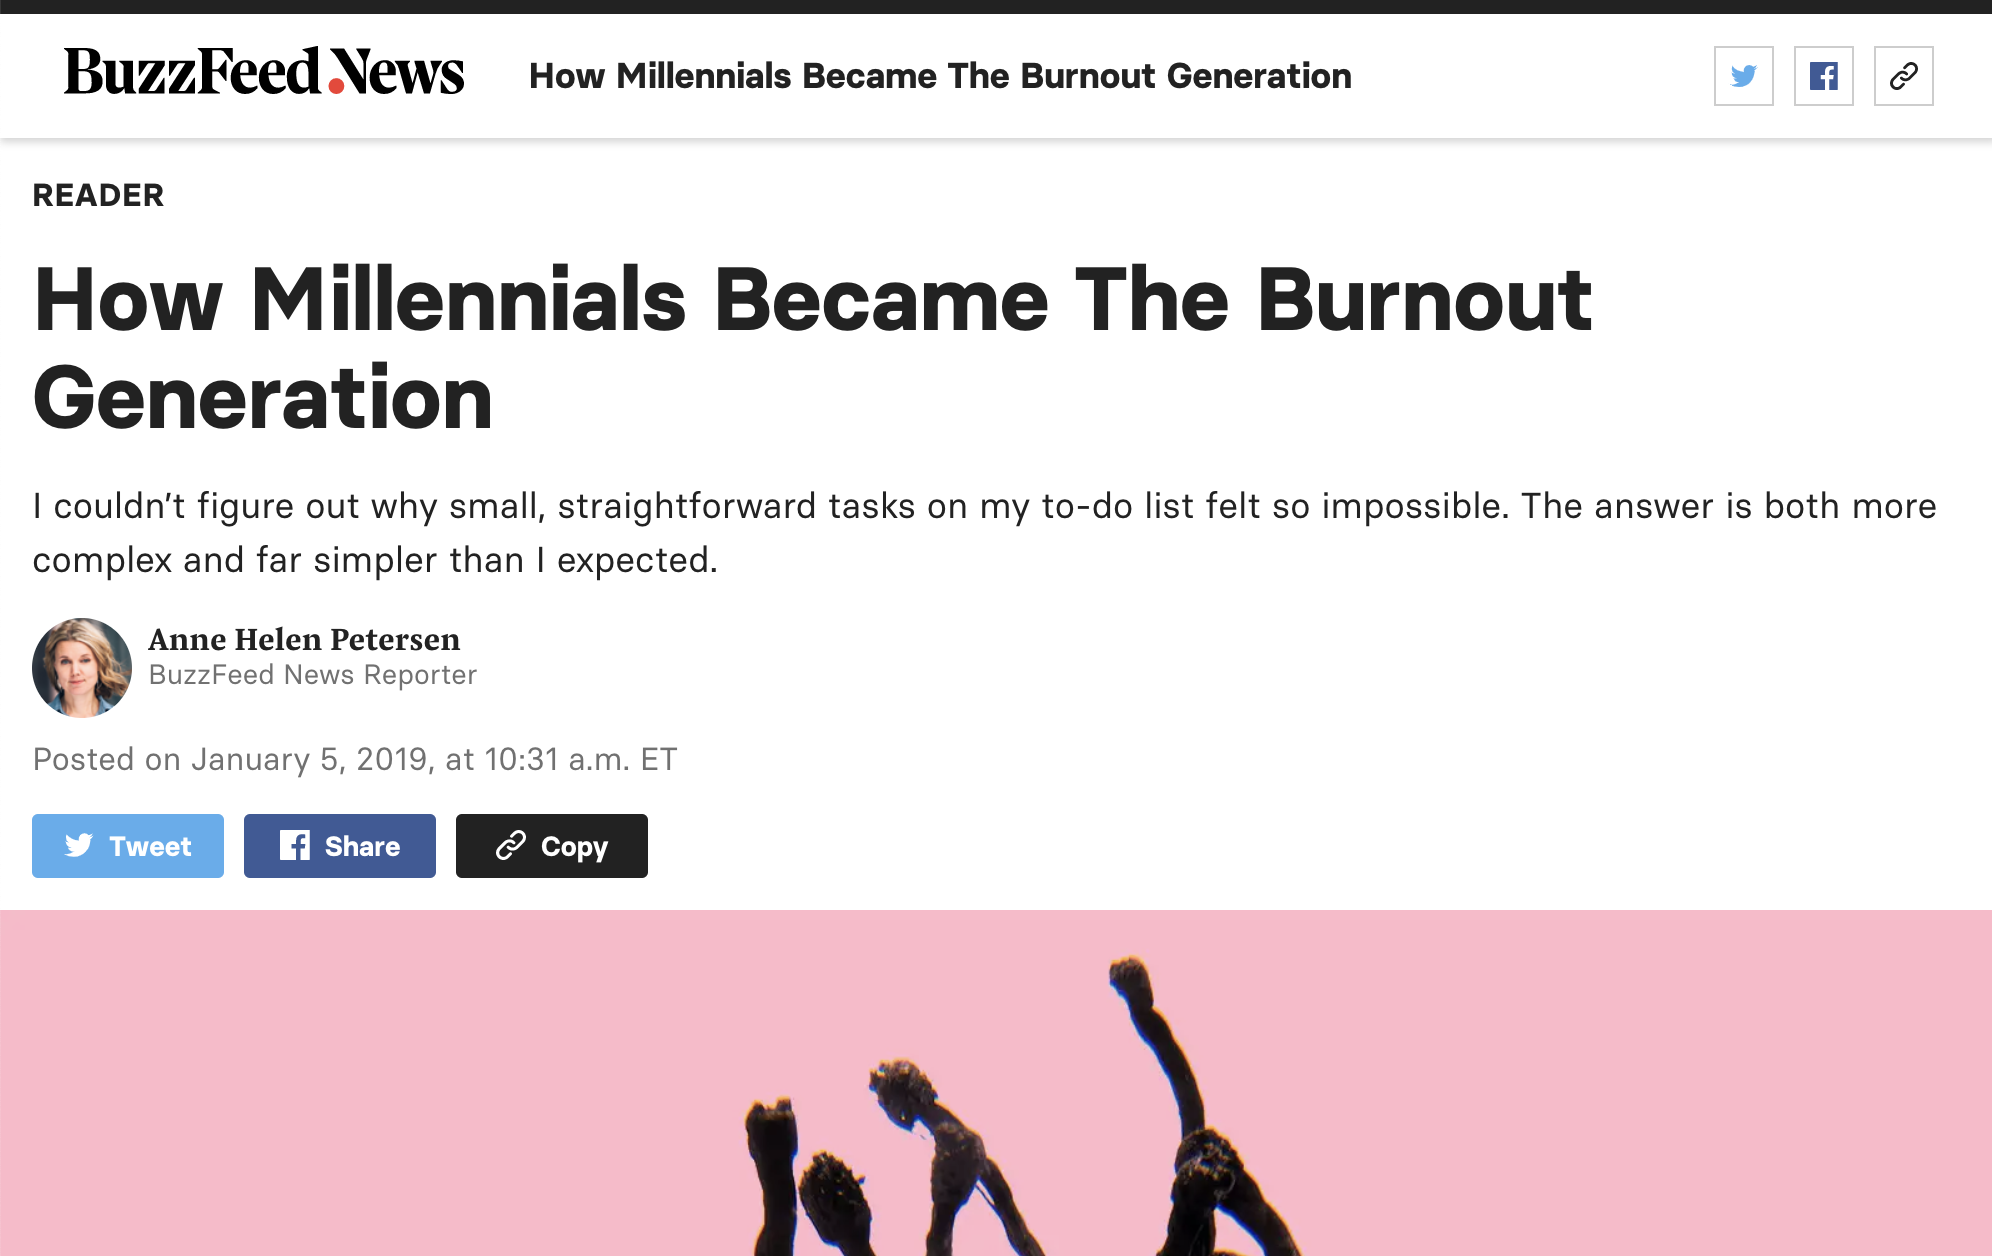 BuzzFeed News
How Millennials Became The Burnout Generation
READER
How Millennials Became The Burnout
Generation
I couldn’t figure out why small, straightforward tasks on my to-do list felt so impossible. The answer is both more
complex and far simpler than I expected.
Anne Helen Petersen
BuzzFeed News Reporter
Posted on January 5, 2019, at 10:31 a.m. ET
Tweet
Share
Copy